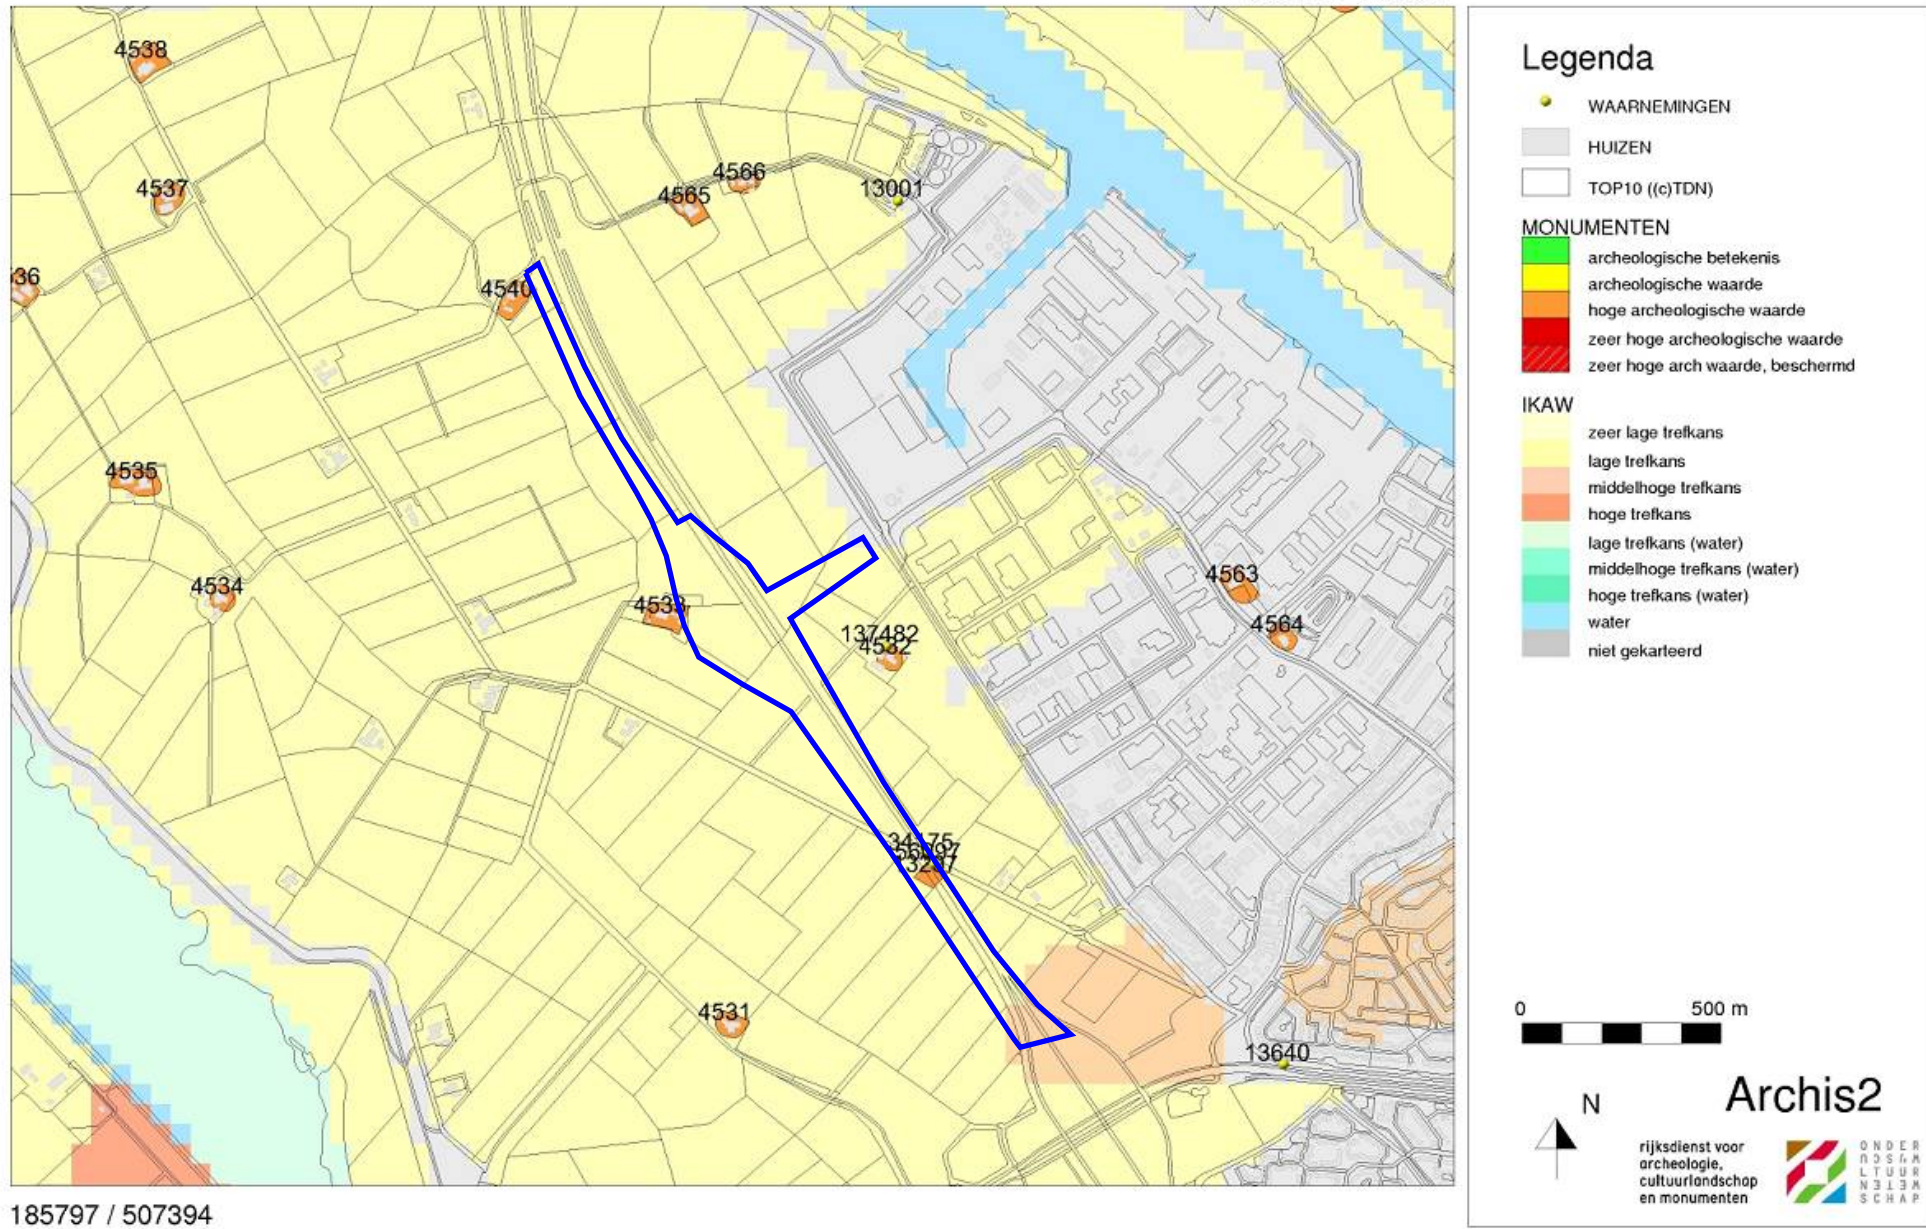 4538
4537
4566
4565
13001
36
4540
4535
4534
4533
137482
4532
4563
4564
34175
4531
13640
185797 / 507394
Legenda
WAARNEMINGEN
HUIZEN
TOP10 ((c)TDN)
MONUMENTEN
archeologische betekenis
archeologische waarde
hoge archeologische waarde
zeer hoge archeologische waarde
zeer hoge arch waarde, beschermd
IKAW
zeer lage trefkans
lage trefkans
middelhoge trefkans
hoge trefkans
lage trefkans (water)
middelhoge trefkans (water)
hoge trefkans (water)
water
niet gekarteerd
0 500 m
N
Archis2
rijksdienst voor
archeologie,
cultuurlandschap
en monumenten